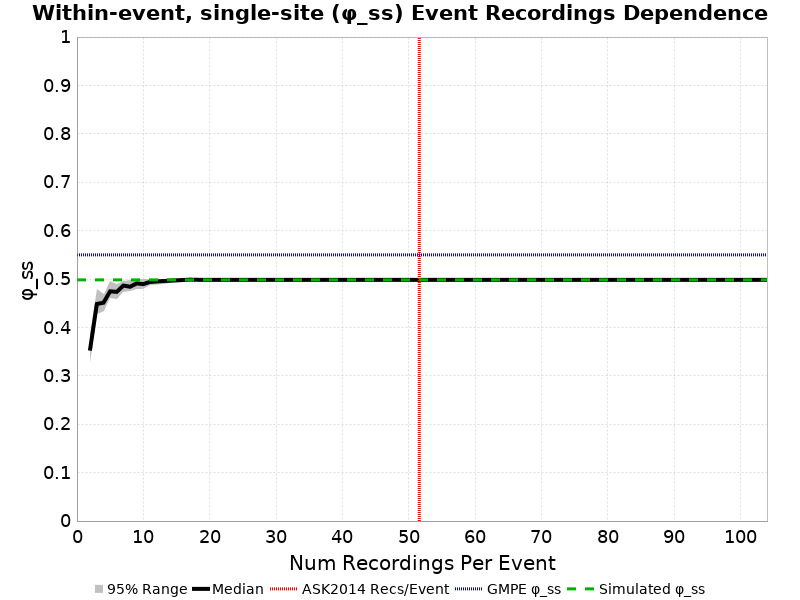 Within-event, single-site (φ_ss) Event Recordings Dependence
1
0.9
0.8
0.7
0.6
0.5
0.4
0.3
0.2
0.1
0
φ_ss
0 10 20 30 40 50 60 70 80 90 100
Num Recordings Per Event
95% Range Median ASK2014 Recs/Event GMPE φ_ss Simulated φ_ss